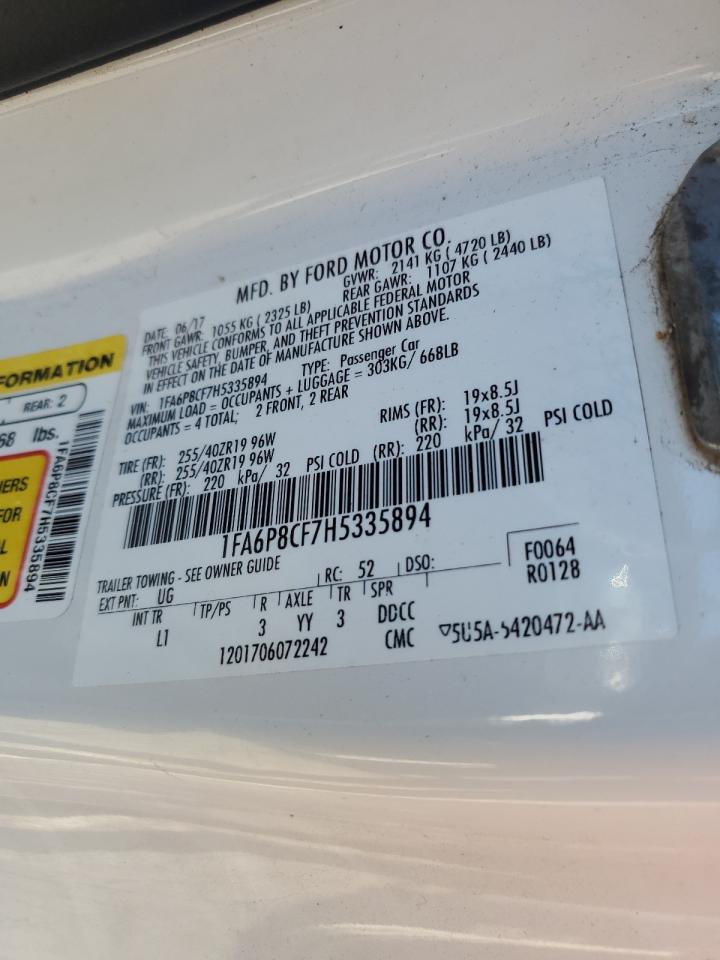 MFD. BY FORD MOTOR CO.
DATE: 06/17 GVWR: 2141 KG ( 4720 LB)
FRONT GAWR: 1055 KG ( 2325 LB) REAR GAWR: 1107 KG ( 2440 LB)
THIS VEHICLE CONFORMS TO ALL APPLICABLE FEDERAL MOTOR
VEHICLE SAFETY, BUMPER, AND THEFT PREVENTION STANDARDS
IN EFFECT ON THE DATE OF MANUFACTURE SHOWN ABOVE.
VIN: 1FA6P8CF7H5335894 TYPE: Passenger Car
MAXIMUM LOAD = OCCUPANTS + LUGGAGE = 303KG/ 668LB
OCCUPANTS = 4 TOTAL; 2 FRONT, 2 REAR
TIRE (FR): 255/40ZR19 96W RIMS (FR): 19x8.5J
(RR): 255/40ZR19 96W (RR): 19x8.5J
PRESSURE (FR): 220 kPa/ 32 PSI COLD (RR): 220 kPa/ 32 PSI COLD
1FA6P8CF7H5335894
TRAILER TOWING - SEE OWNER GUIDE
EXT PNT: UG RC: 52 DSO: F0064
R0128
INT TR TP/PS R AXLE TR SPR
L1 3 YY 3 DDCC
1201706072242 CMC 5U5A-5420472-AA
FORMATION
REAR: 2
68 lbs.
1FA6P8CF7H5335894
FOR